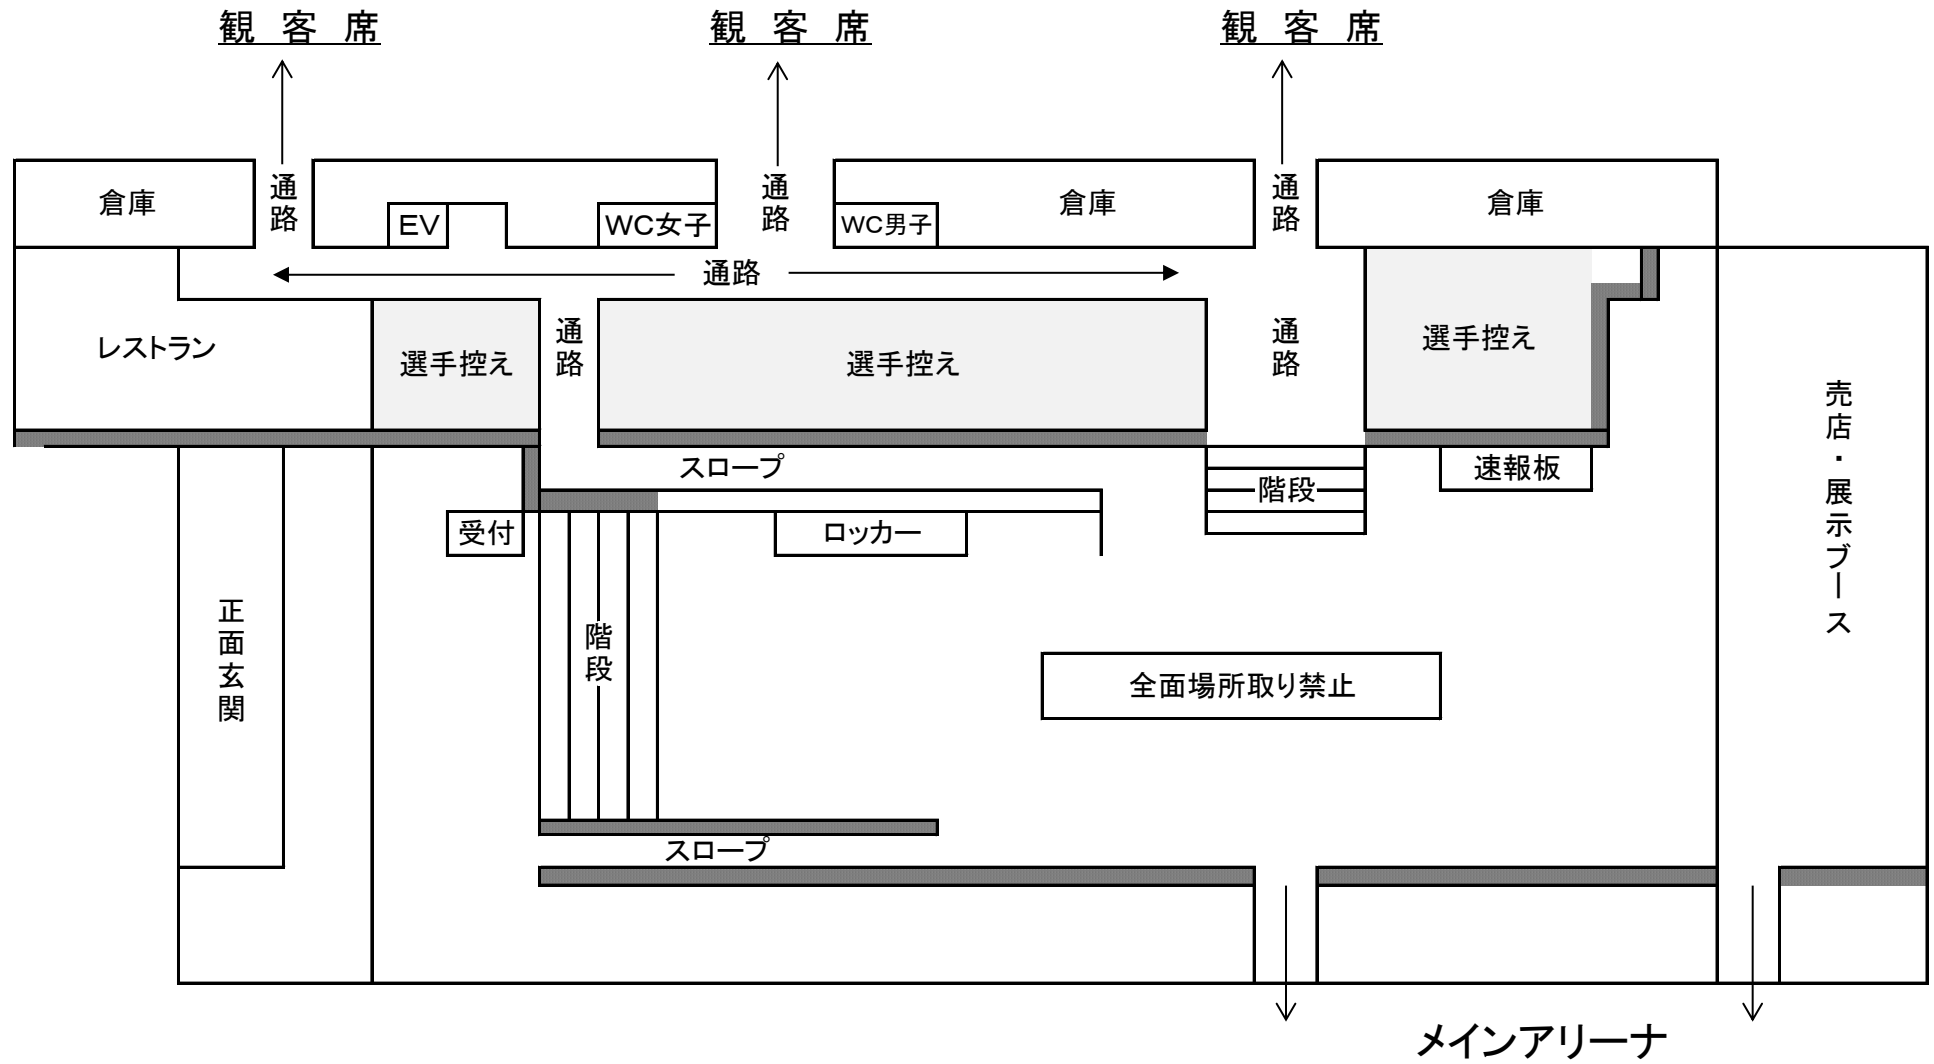 観 客 席
観 客 席
観 客 席
倉庫
通路
EV
WC女子
通路
WC男子
倉庫
通路
倉庫
通路
レストラン
選手控え
通路
選手控え
通路
選手控え
売店・展示ブース
スロープ
階段
速報板
受付
ロッカー
正面玄関
階段
全面場所取り禁止
スロープ
メインアリーナ